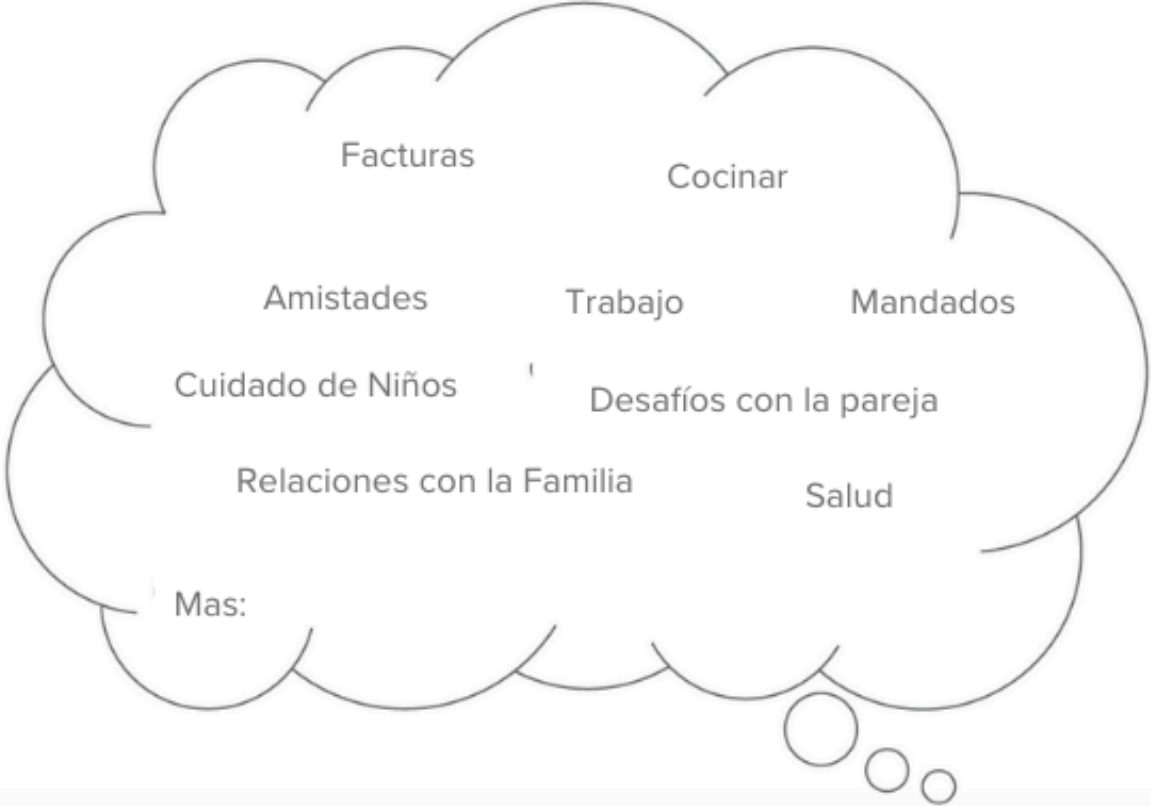 Facturas
Cocinar
Amistades
Trabajo
Mandados
Cuidado de Niños
Desafíos con la pareja
Relaciones con la Familia
Salud
Mas: